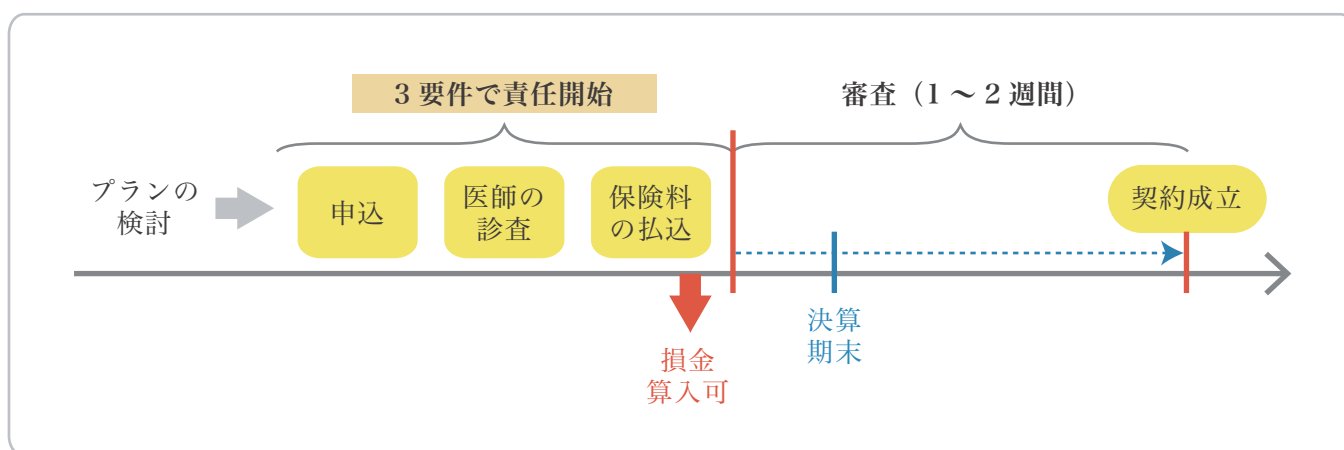 3要件で責任開始
審査（1～2週間）
プランの
検討
申込
医師の
診査
保険料
の払込
契約成立
決算
期末
損金
算入可